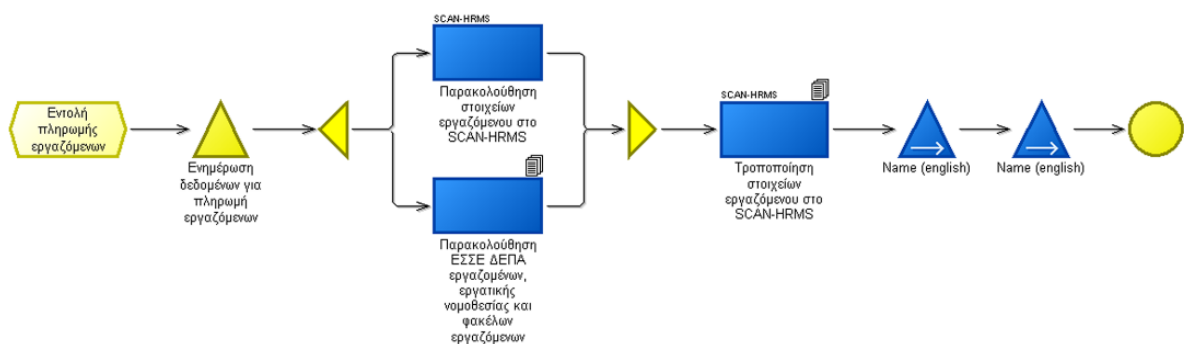 Εντολή
πληρωμής
εργαζόμενων
Ενημέρωση
δεδομένων για
πληρωμή
εργαζόμενων
SCAN-HRMS
Παρακολούθηση
στοιχείων
εργαζόμενου στο
SCAN-HRMS
Παρακολούθηση
ΕΣΣΕ ΔΕΠΑ
εργαζομένων,
εργατικής
νομοθεσίας και
φακέλων
εργαζόμενων
SCAN-HRMS
Τροποποίηση
στοιχείων
εργαζόμενου στο
SCAN-HRMS
Name (english)
Name (english)